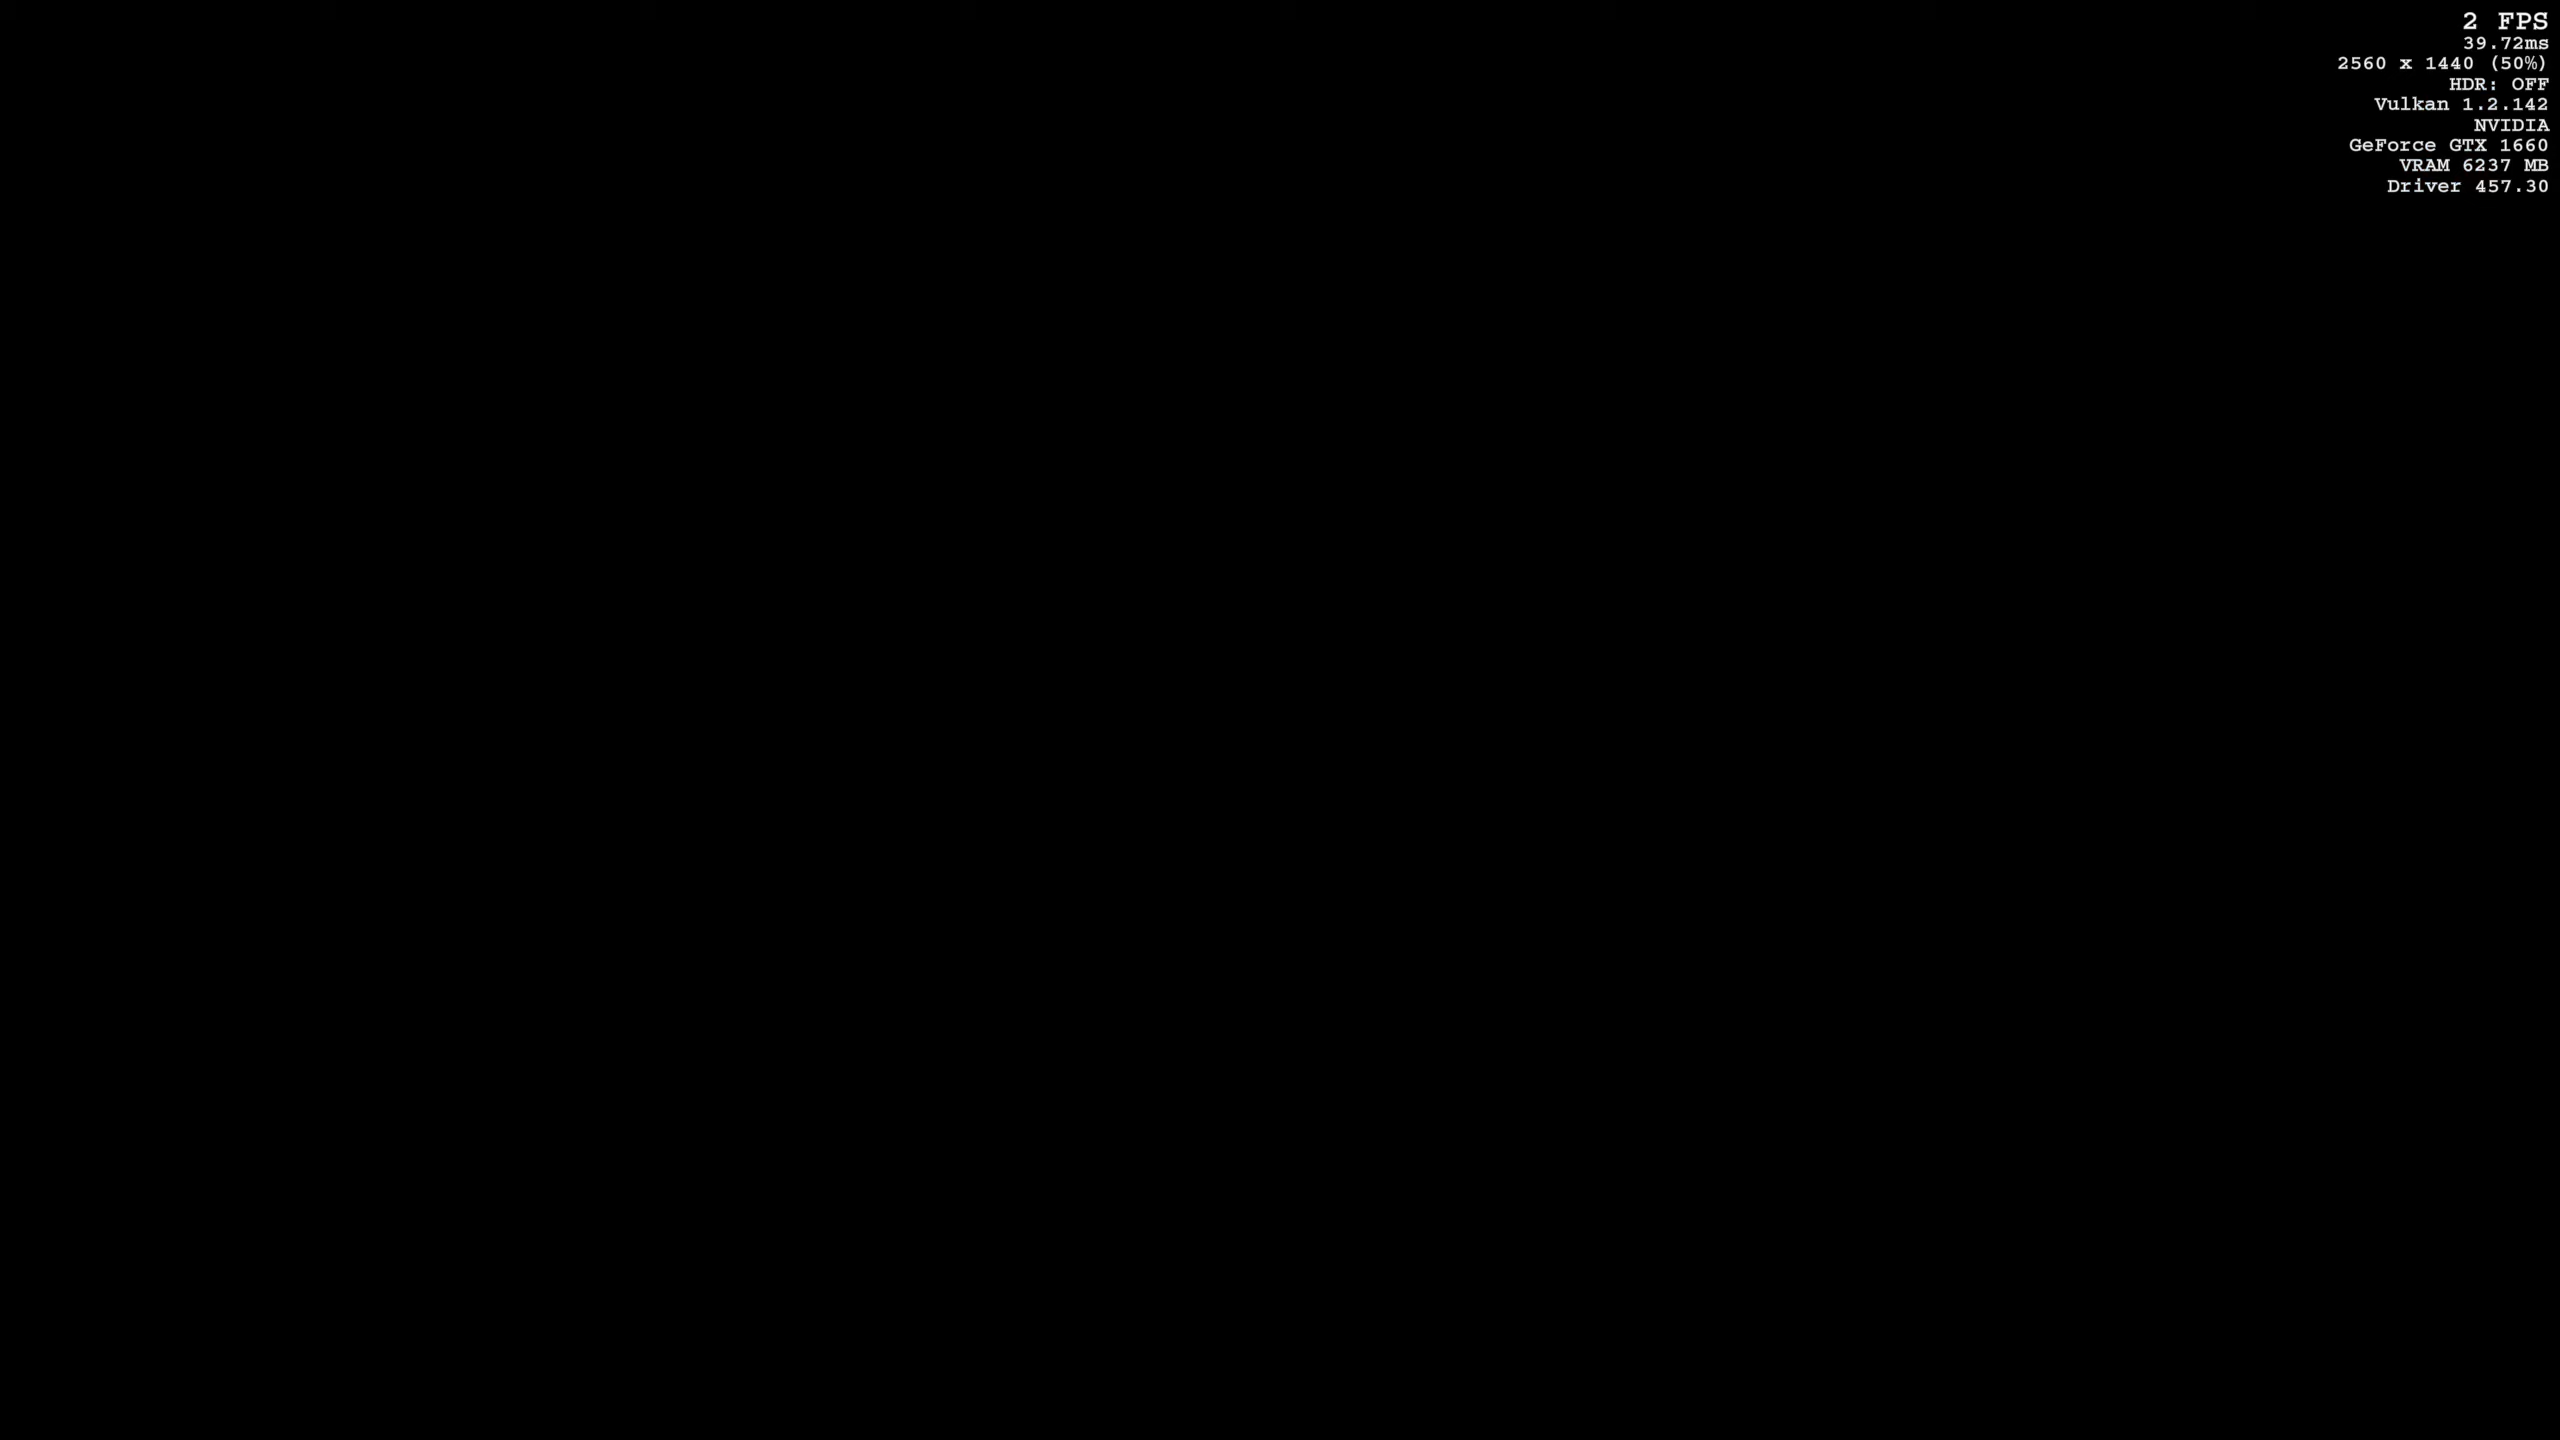 2 FPS
39.72ms
2560 x 1440 (50%)
HDR: OFF
Vulkan 1.2.142
NVIDIA
GeForce GTX 1660
VRAM 6237 MB
Driver 457.30